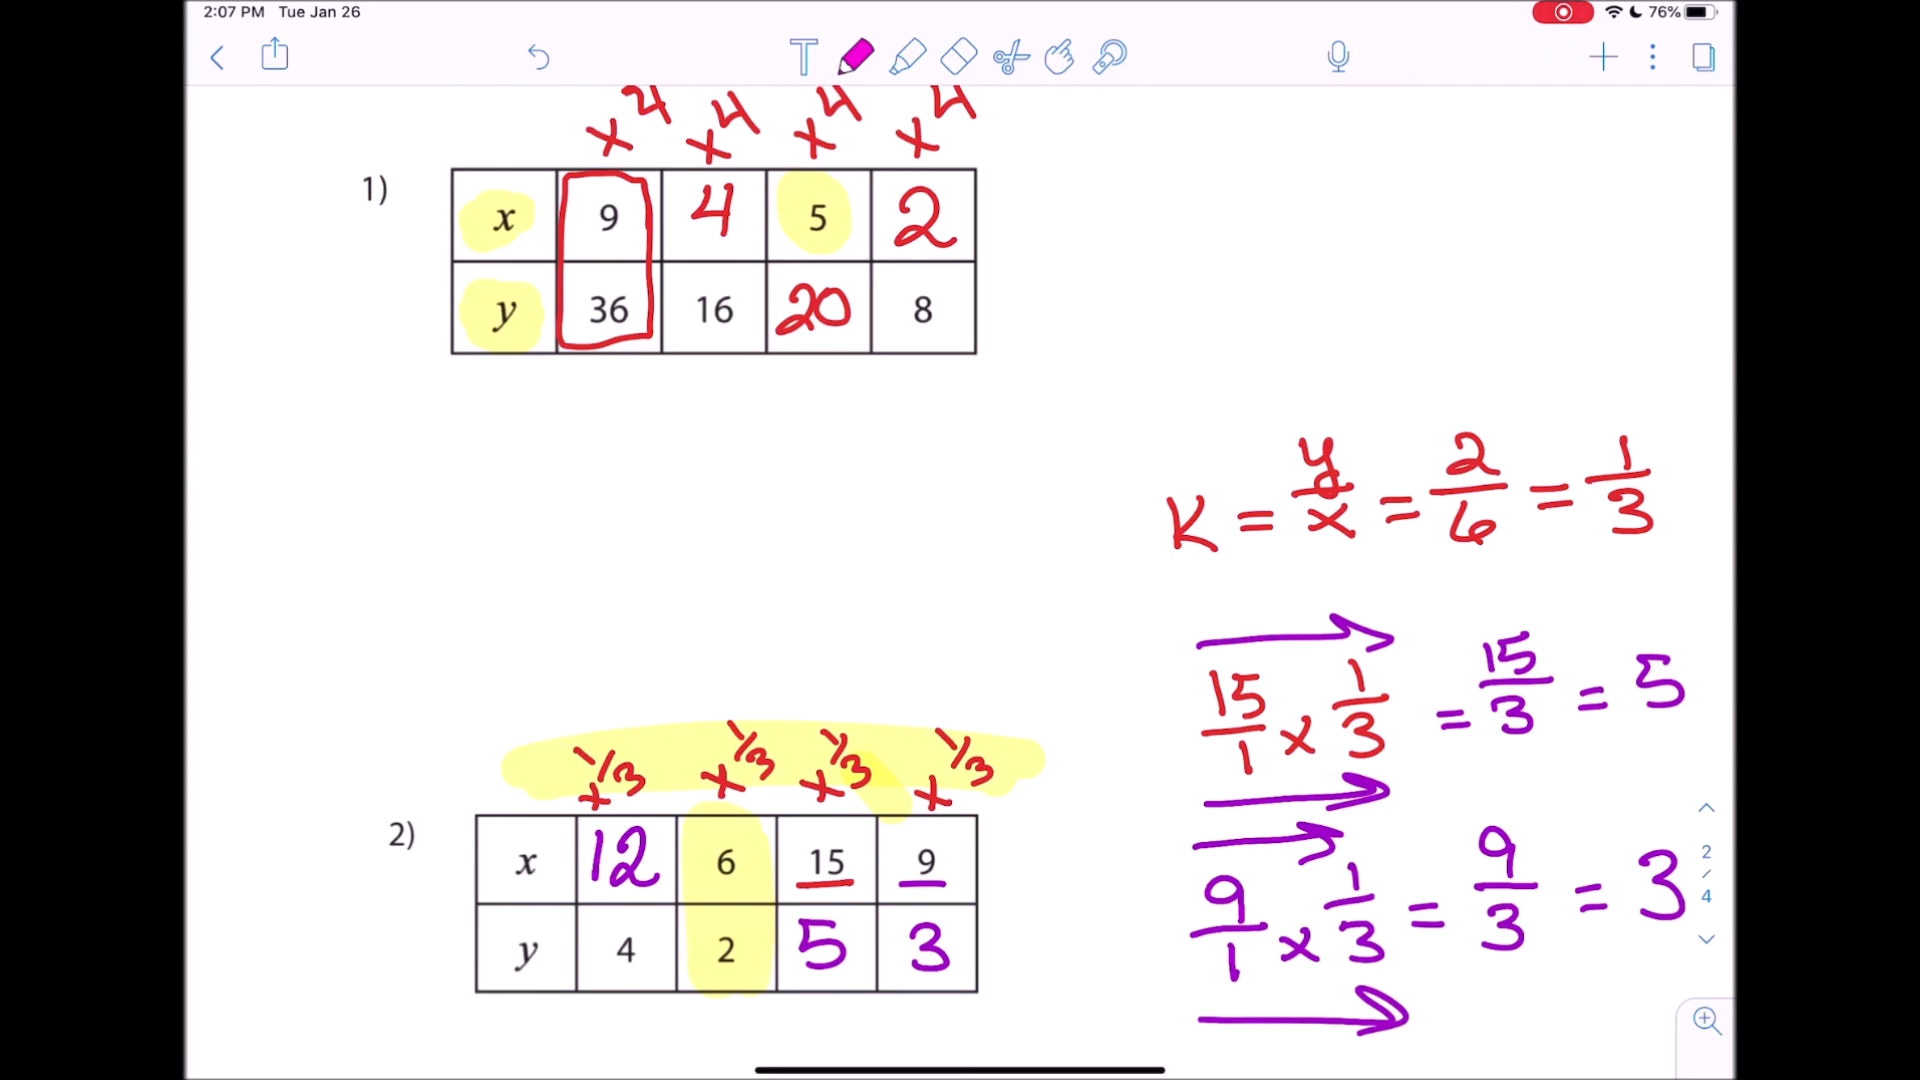 2:07 PM Tue Jan 26
76%
T
x4 x4 x4 x4
1)
x 9 4 5 2
y 36 16 20 8
K = y/x = 2/6 = 1/3
15/1 x 1/3 = 15/3 = 5
x1/3 x1/3 x1/3 x1/3
2)
x 12 6 15 9
y 4 2 5 3
9/1 x 1/3 = 9/3 = 3
2/4